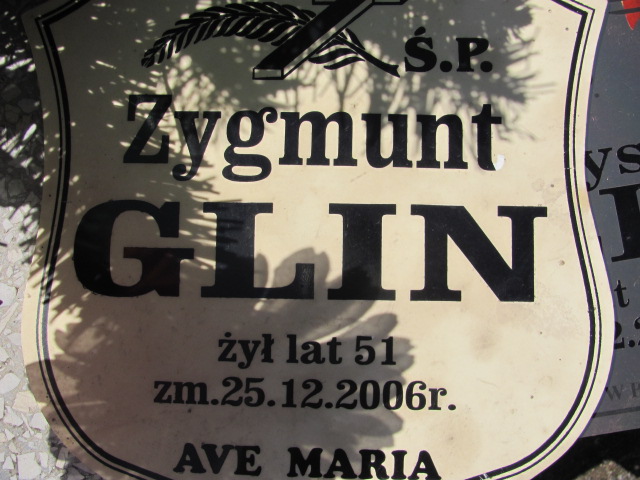 Ś.P.
Zygmunt
GLIN
żył lat 51
zm.25.12.2006r.
AVE MARIA